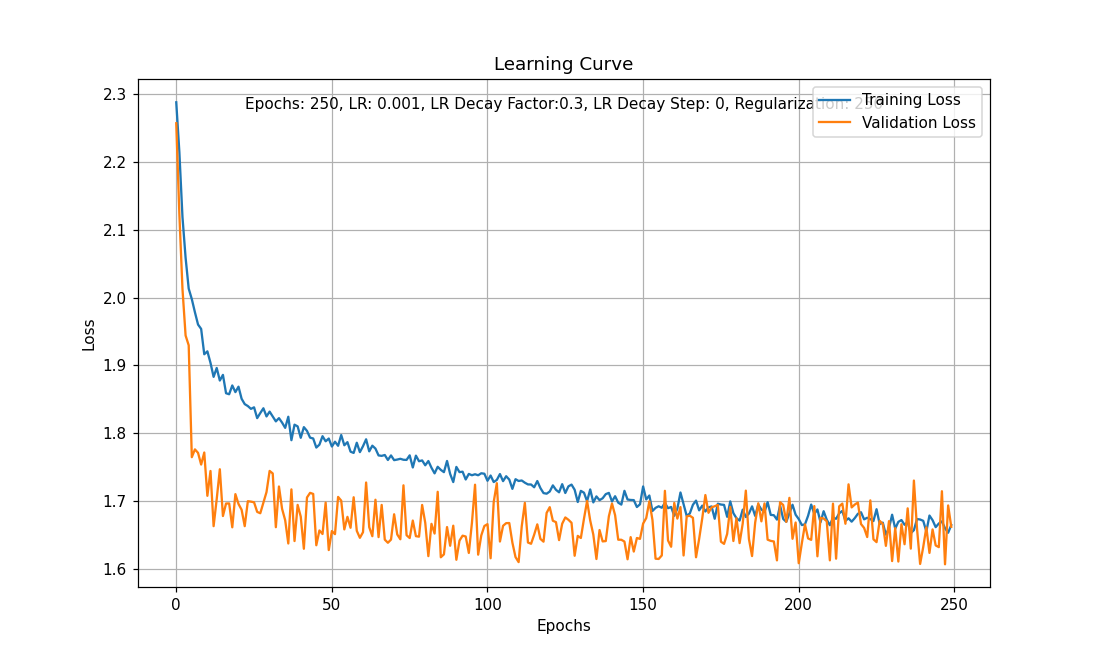 Learning Curve
Epochs: 250, LR: 0.001, LR Decay Factor:0.3, LR Decay Step: 0, Regularization: 250
Training Loss
Validation Loss
2.3
2.2
2.1
2.0
1.9
1.8
1.7
1.6
Loss
0 50 100 150 200 250
Epochs